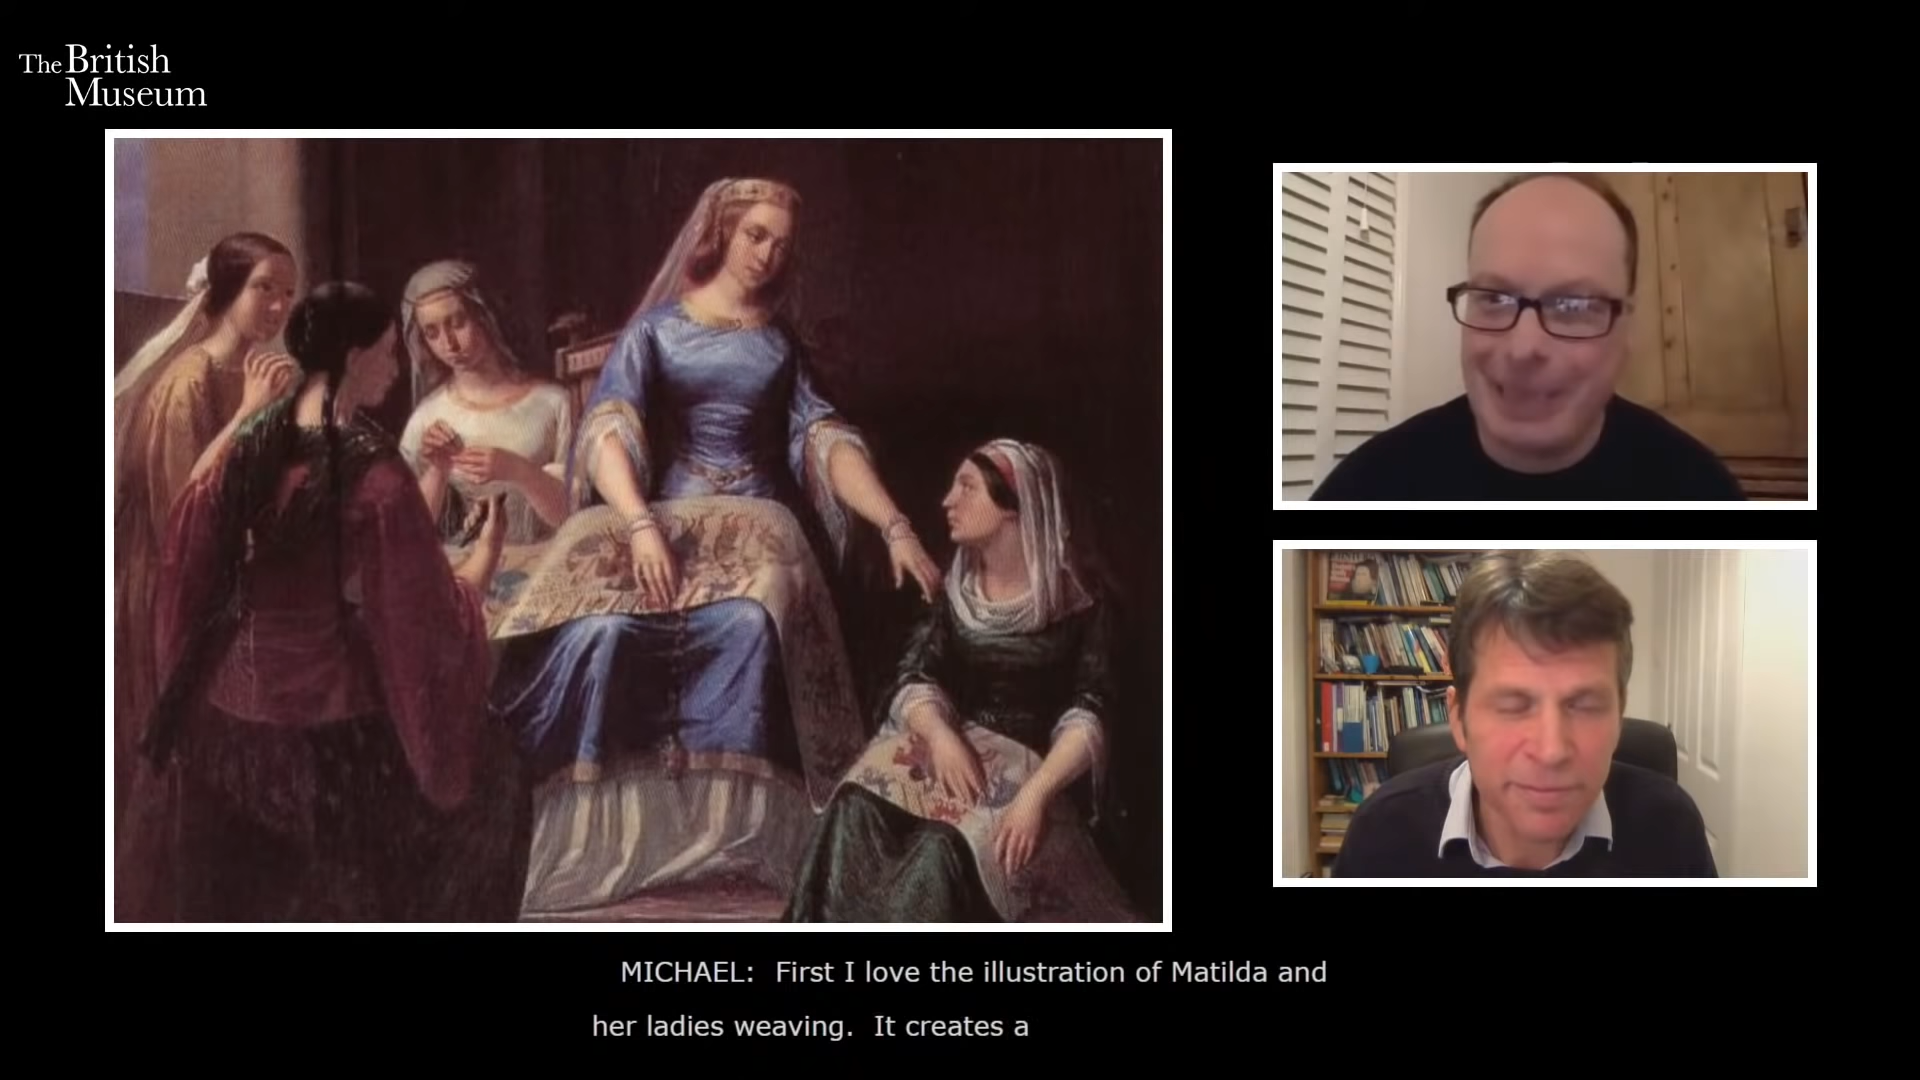 The British
Museum
MICHAEL: First I love the illustration of Matilda and
her ladies weaving. It creates a